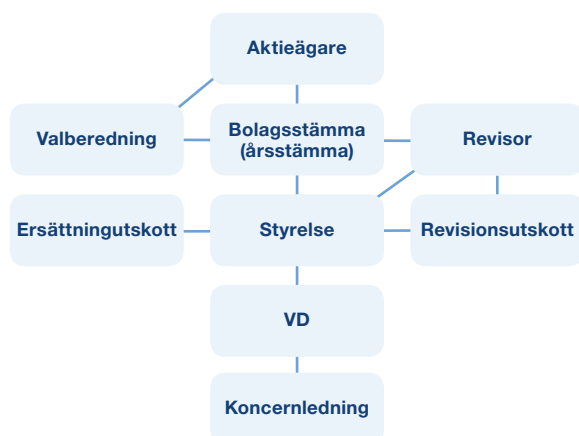 Aktieägare
Valberedning
Bolagsstämma
(årsstämma)
Revisor
Ersättningutskott
Styrelse
Revisionsutskott
VD
Koncernledning